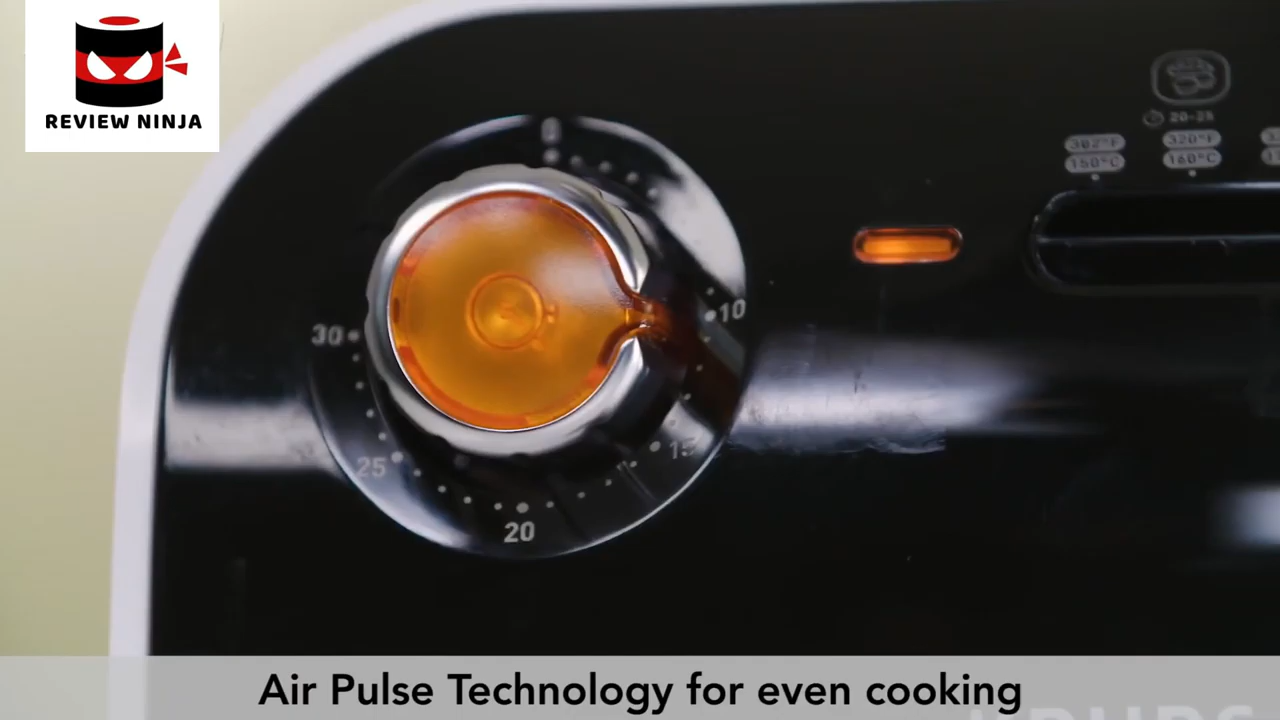 REVIEW NINJA
0
20-25
302°F
320°F
150°C
160°C
10
30
15
25
20
Air Pulse Technology for even cooking